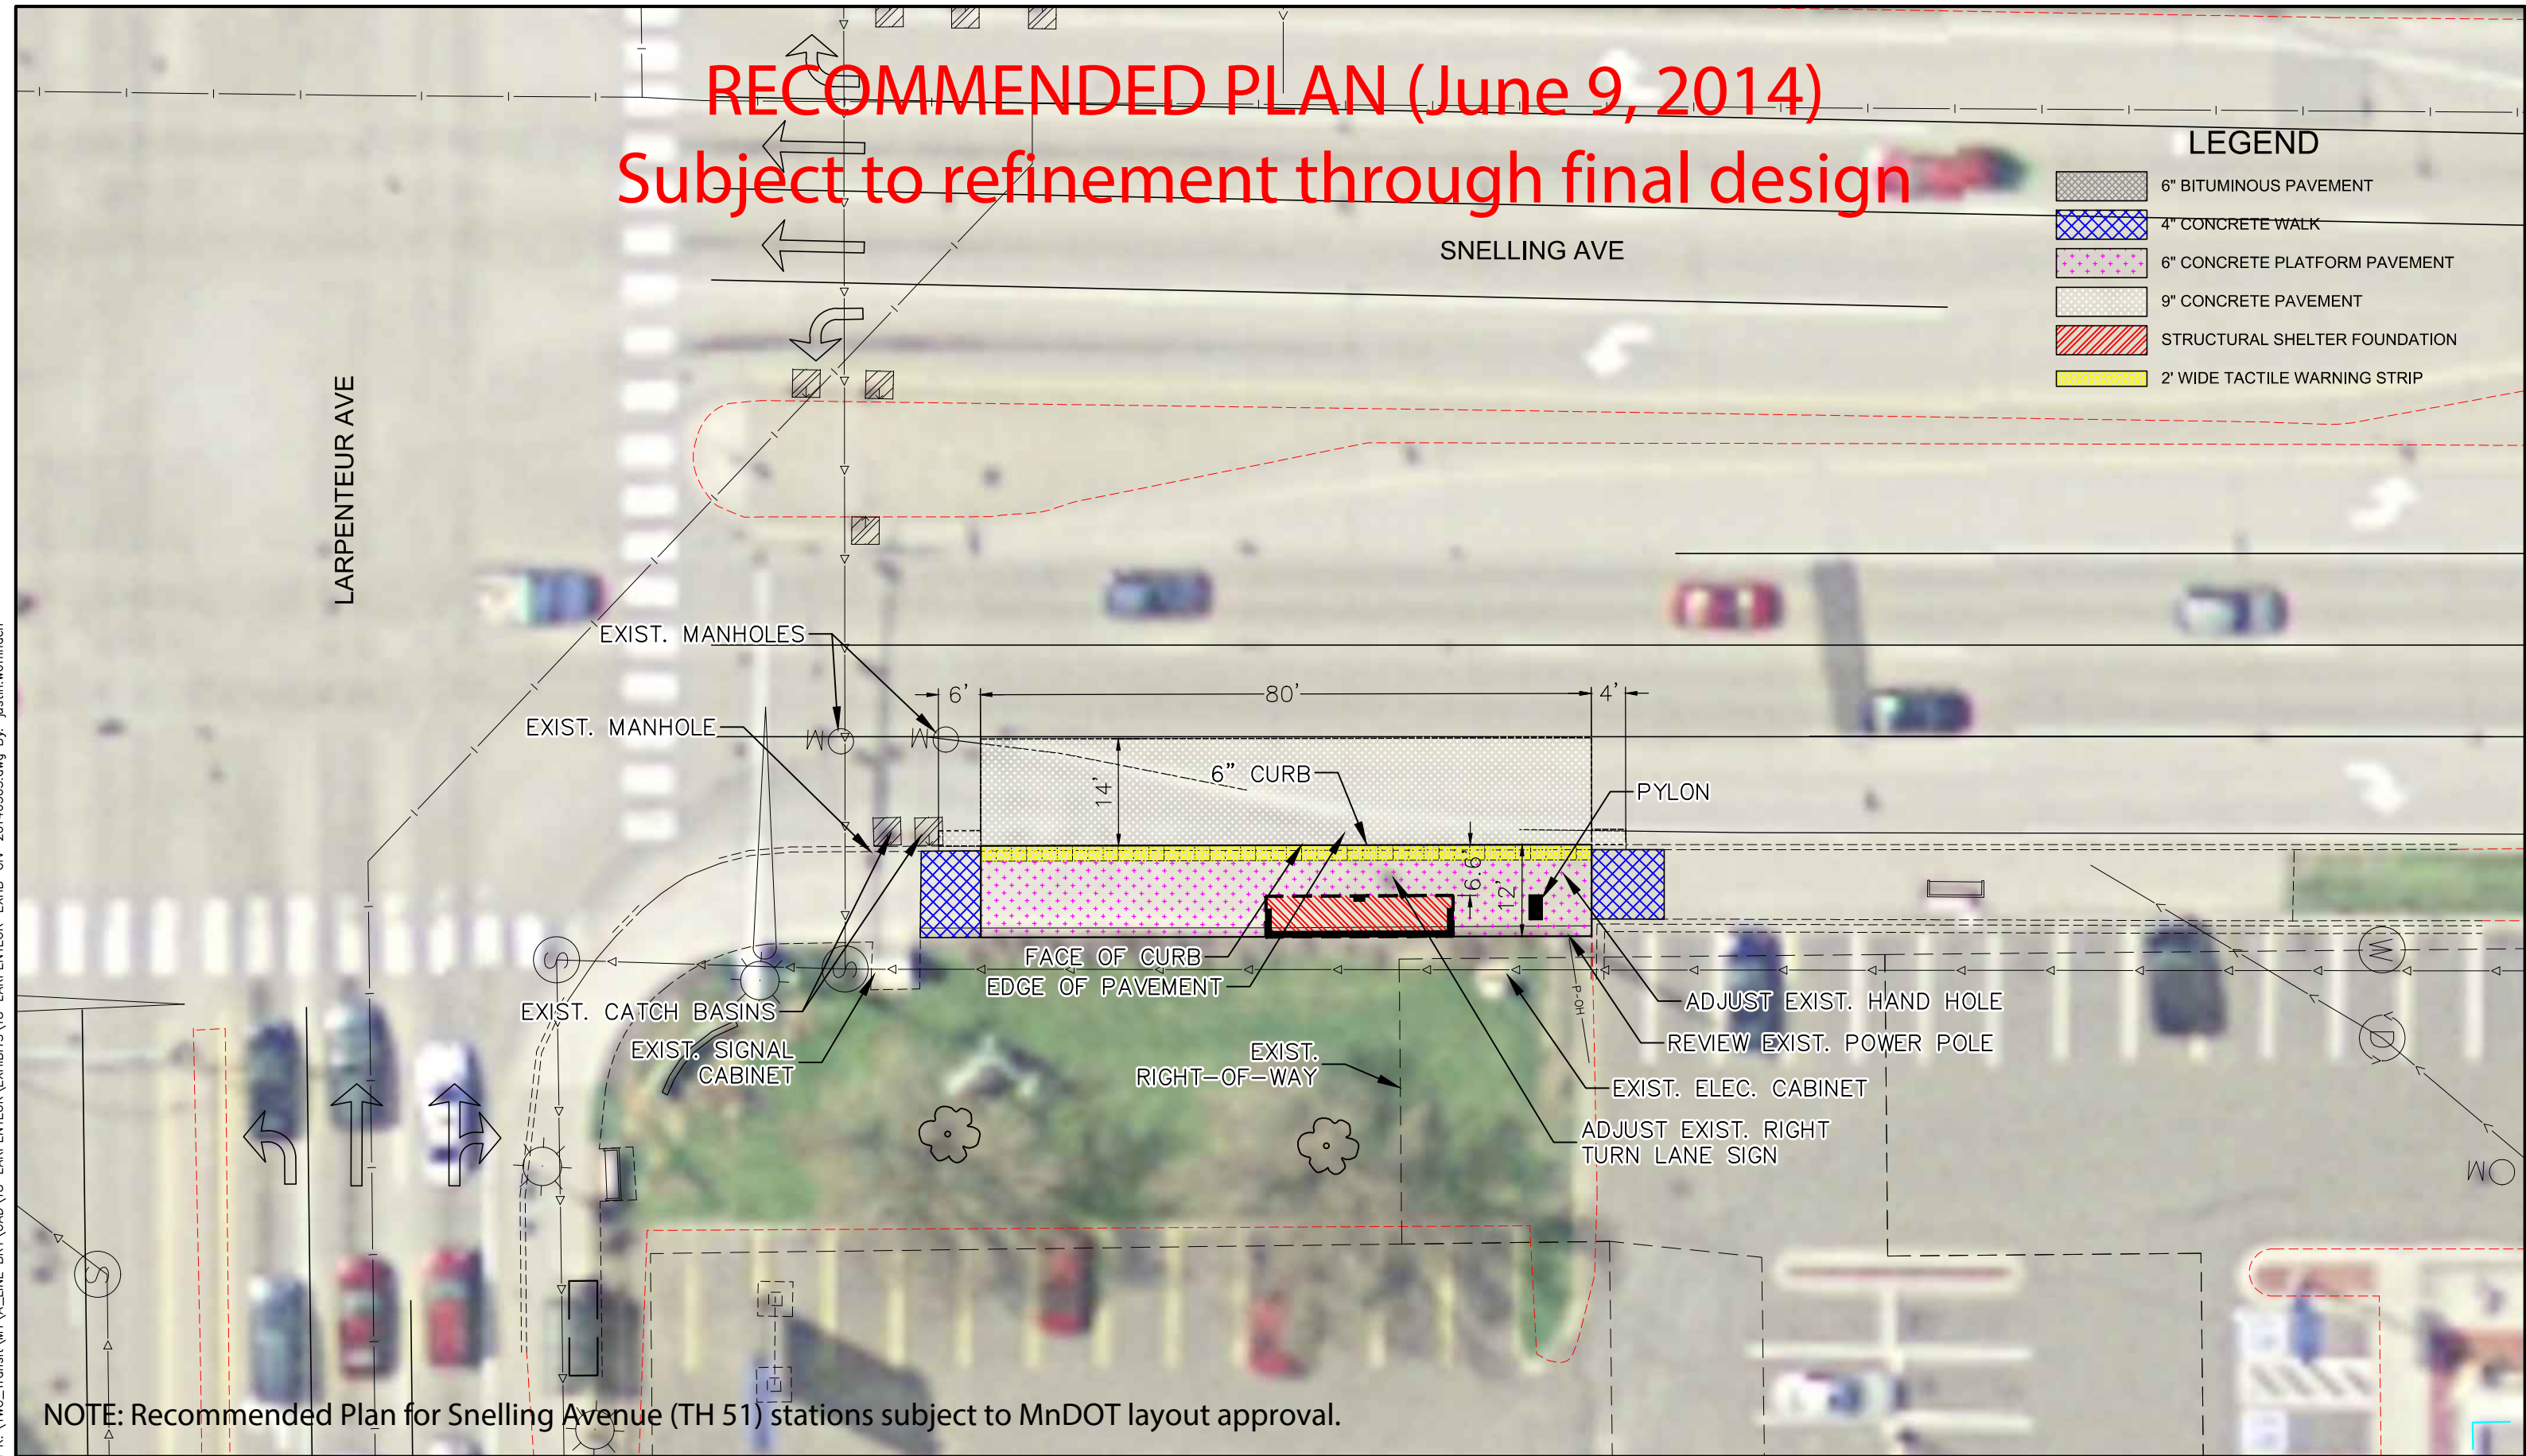 RECOMMENDED PLAN (June 9, 2014)
Subject to refinement through final design
LEGEND
6" BITUMINOUS PAVEMENT
4" CONCRETE WALK
6" CONCRETE PLATFORM PAVEMENT
9" CONCRETE PAVEMENT
STRUCTURAL SHELTER FOUNDATION
2' WIDE TACTILE WARNING STRIP
SNELLING AVE
LARPENTEUR AVE
EXIST. MANHOLES
6'
80'
4'
EXIST. MANHOLE
M
M
14'
6" CURB
PYLON
6.6'
12'
FACE OF CURB
EDGE OF PAVEMENT
S
S
M
EXIST. CATCH BASINS
EXIST. SIGNAL
CABINET
EXIST.
RIGHT-OF-WAY
P-OH
ADJUST EXIST. HAND HOLE
REVIEW EXIST. POWER POLE
EXIST. ELEC. CABINET
ADJUST EXIST. RIGHT
TURN LANE SIGN
D
M
S
NOTE: Recommended Plan for Snelling Avenue (TH 51) stations subject to MnDOT layout approval.